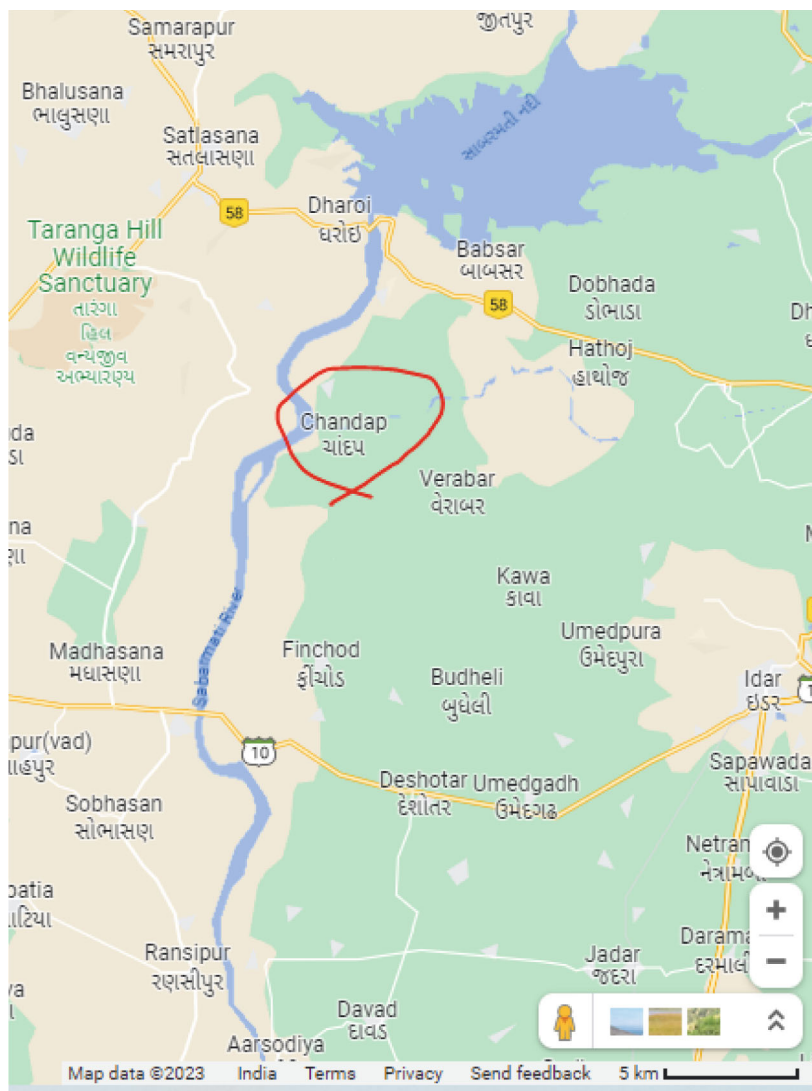 Samarapur
સમરાપુર
જીતપુર
Bhalusana
ભાલુસણા
Satlasana
સતલાસણા
સાબરમતી નદી
58
Dharoi
ધરોઇ
Taranga Hill
Wildlife
Sanctuary
તારંગા
હિલ
વન્યજીવ
અભ્યારણ્ય
Babsar
બાબસર
58
Dobhada
ડોભાડા
Hathoj
હાથોજ
Chandap
ચાંદપ
Verabar
વેરાબર
Kawa
કાવા
Umedpura
ઉમેદપુરા
Sabarmati River
Madhasana
મધાસણા
Finchod
ફીંચોડ
Budheli
બુધેલી
Idar
ઇડર
10
pur(vad)
Deshotar
દેશોતર
Umedgadh
ઉમેદગઢ
Sapawada
સાપાવાડા
Sobhasan
સોભાસણ
Ransipur
રણસીપુર
Jadar
જદરા
Davad
દાવડ
Aarsodiya
Map data ©2023 India Terms Privacy Send feedback 5 km